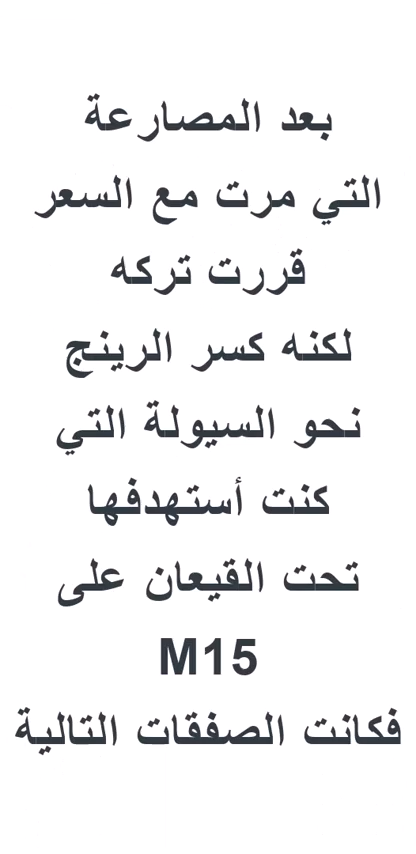 بعد المصارعة
التي مرت مع السعر
قررت تركه
لكنه كسر الرينج
نحو السيولة التي
كنت أستهدفها
تحت القيعان على
M15
فكانت الصفقات التالية